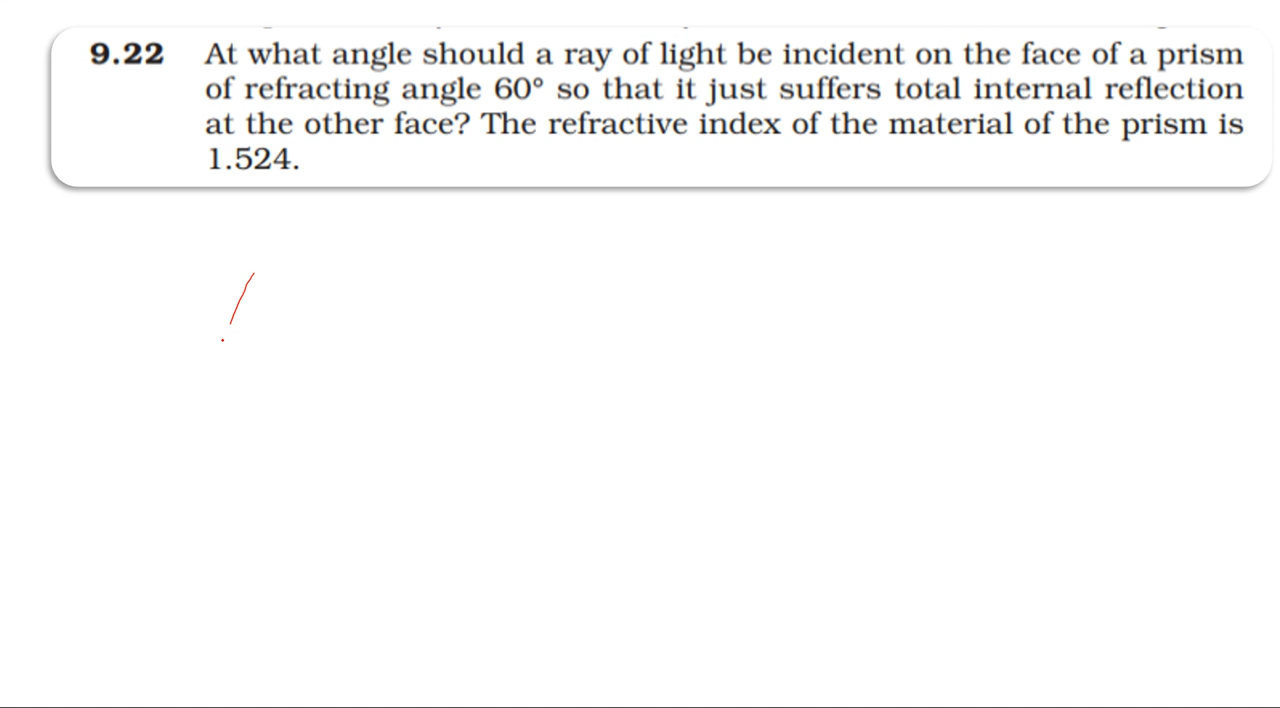 9.22 At what angle should a ray of light be incident on the face of a prism
of refracting angle 60° so that it just suffers total internal reflection
at the other face? The refractive index of the material of the prism is
1.524.